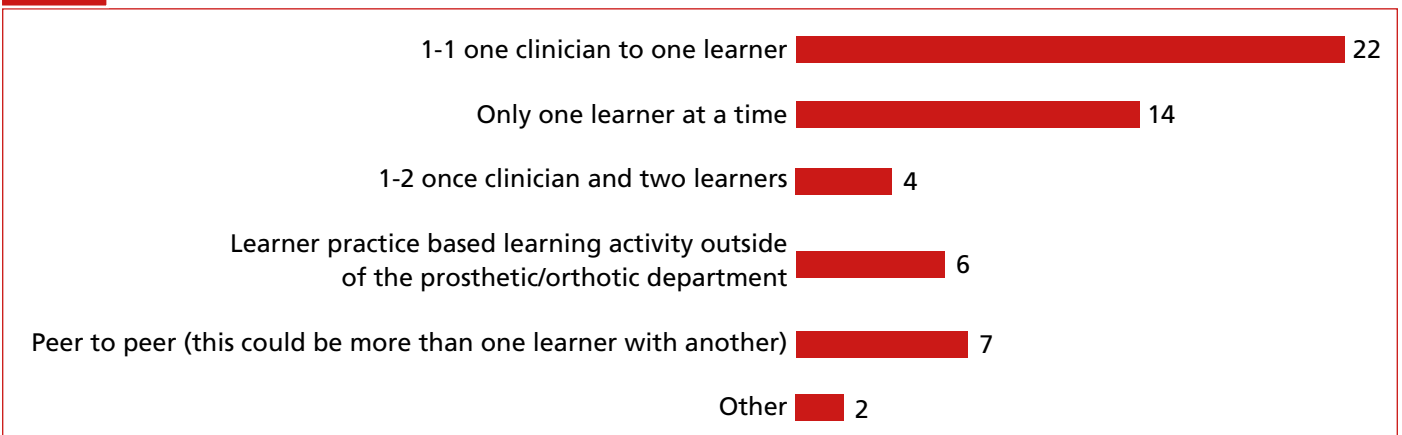 1-1 one clinician to one learner 22
Only one learner at a time 14
1-2 once clinician and two learners 4
Learner practice based learning activity outside
of the prosthetic/orthotic department 6
Peer to peer (this could be more than one learner with another) 7
Other 2